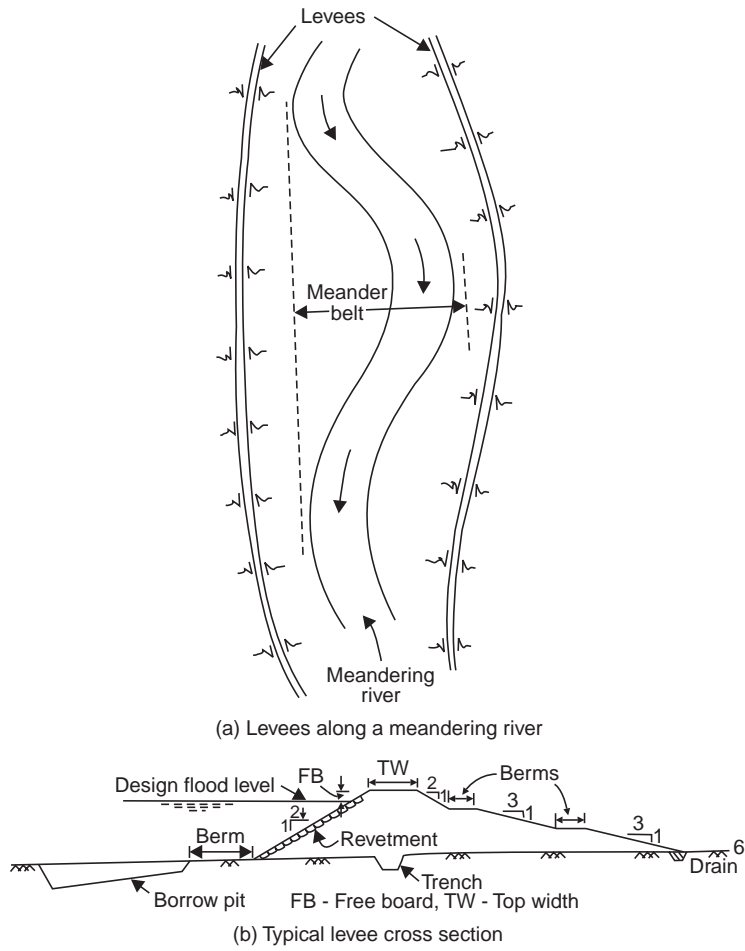 Levees
Meander
belt
Meandering
river
(a) Levees along a meandering river
FB
TW
Design flood level
2
1
Berms
3
1
2
1
Berm
Revetment
3
1
6
Drain
Trench
Borrow pit
FB - Free board, TW - Top width
(b) Typical levee cross section